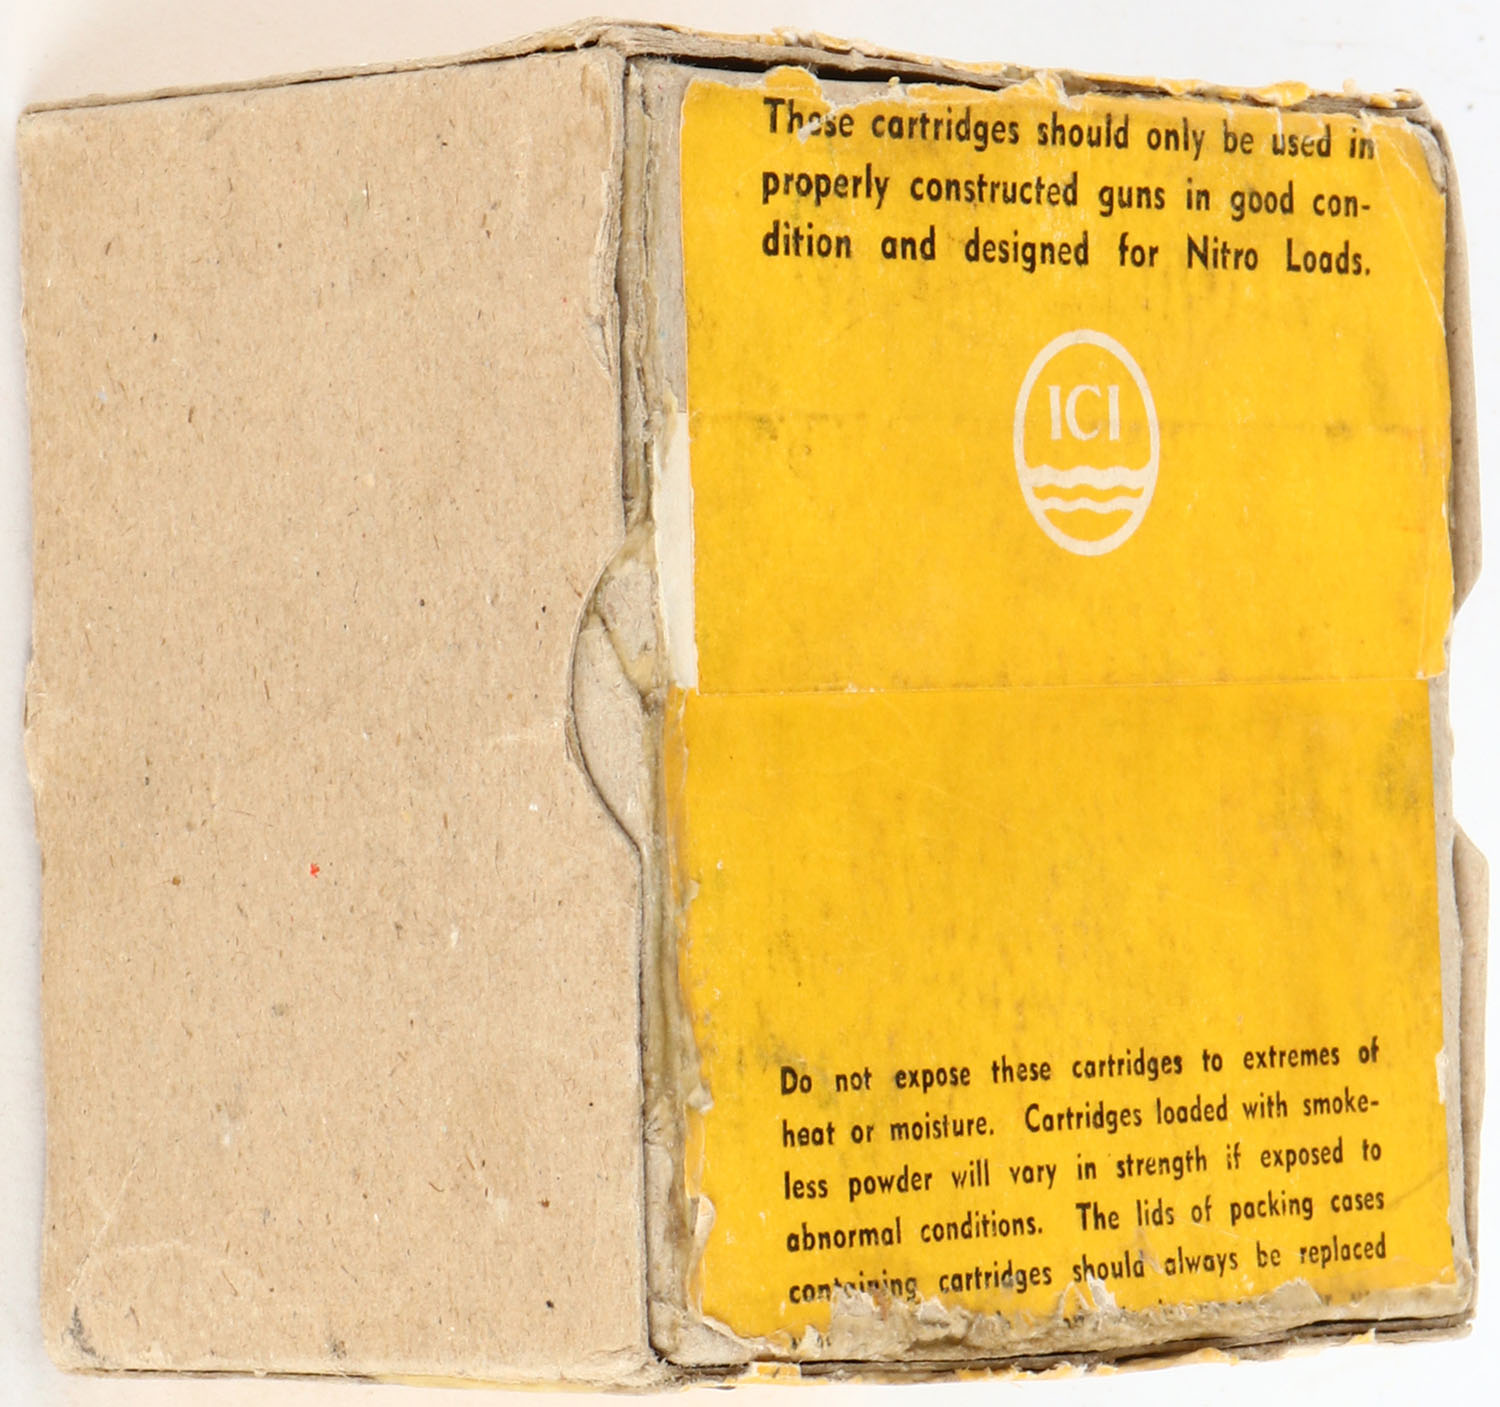 These cartridges should only be used in
properly constructed guns in good con-
dition and designed for Nitro Loads.
ICI
Do not expose these cartridges to extremes of
heat or moisture. Cartridges loaded with smoke-
less powder will vary in strength if exposed to
abnormal conditions. The lids of packing cases
containing cartridges should always be replaced